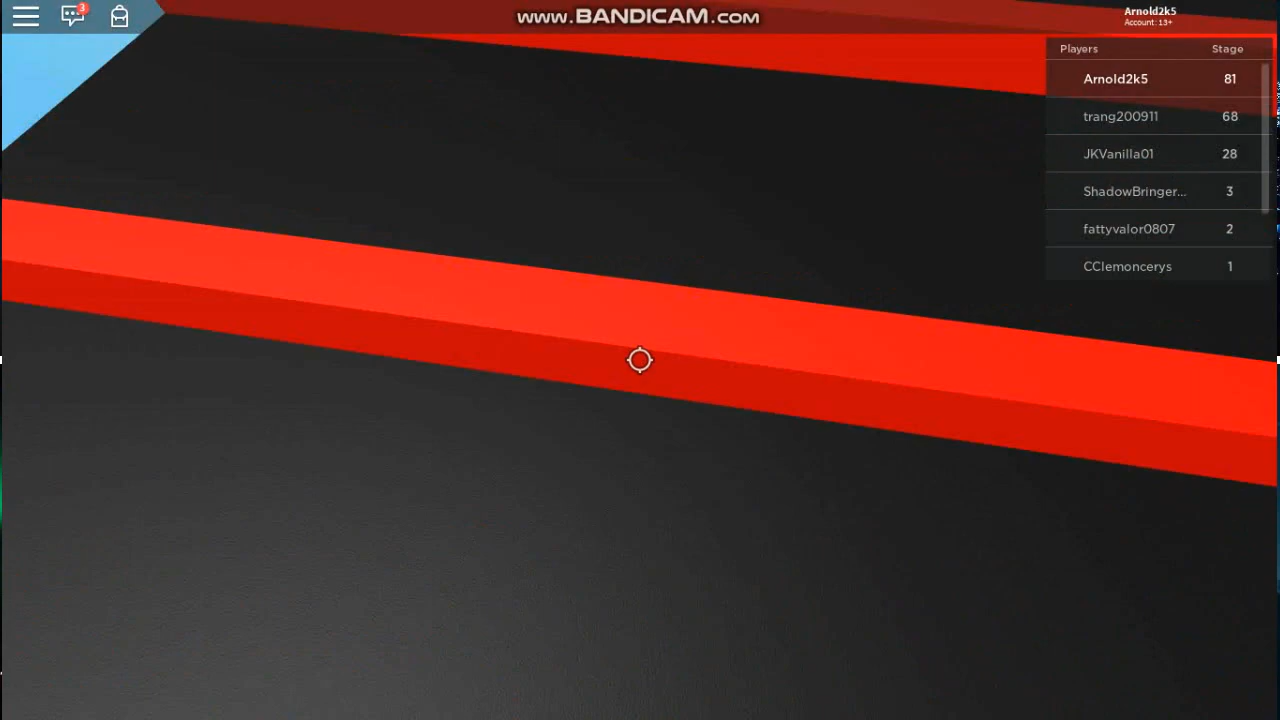 3
www.BANDICAM.com
Arnold2k5
Account: 13+
Players Stage
Arnold2k5 81
trang200911 68
JKVanilla01 28
ShadowBringer... 3
fattyvalor0807 2
CClemoncerys 1